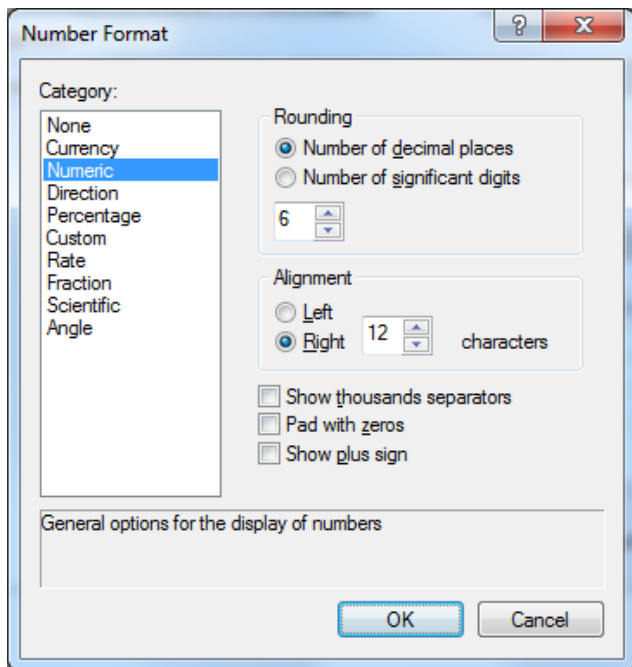 Number Format
Category:
None
Currency
Numeric
Direction
Percentage
Custom
Rate
Fraction
Scientific
Angle
Rounding
Number of decimal places
Number of significant digits
6
Alignment
Left
Right 12 characters
Show thousands separators
Pad with zeros
Show plus sign
General options for the display of numbers
OK Cancel